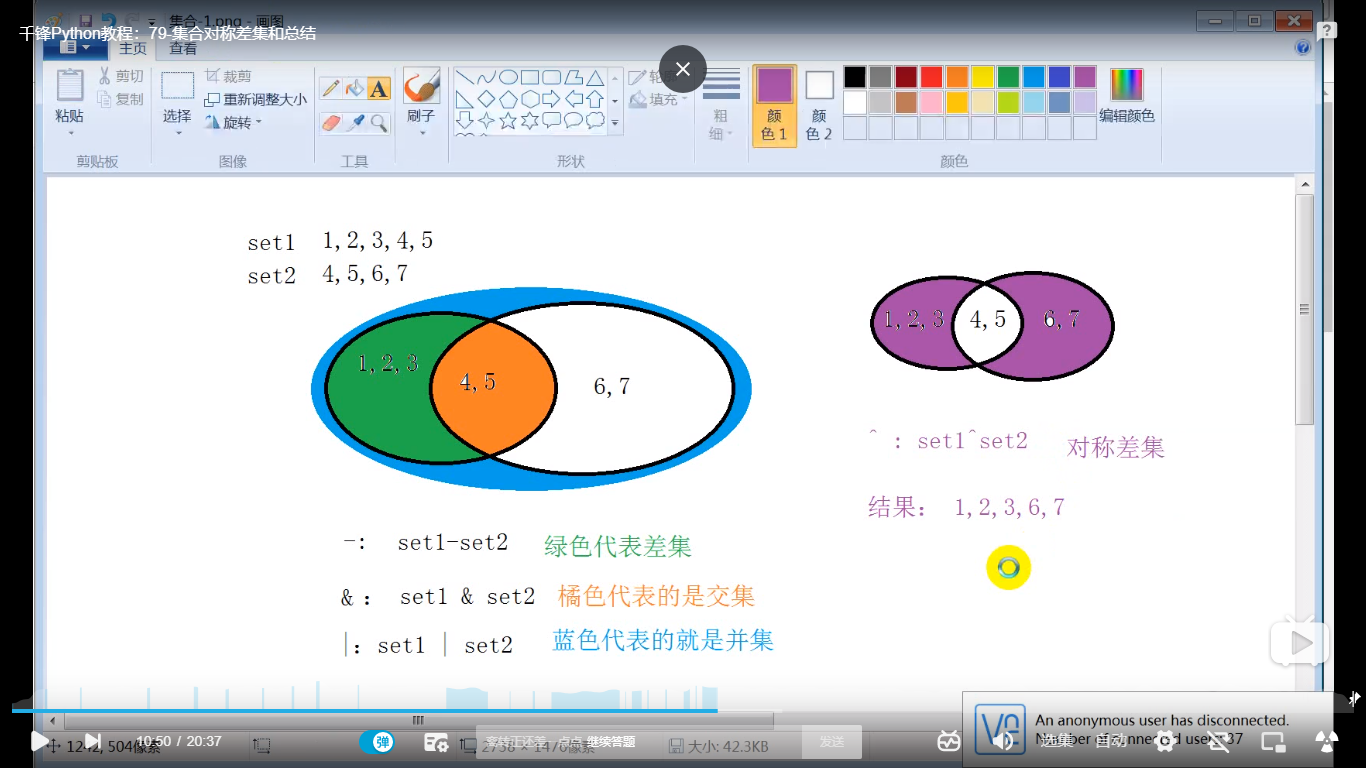 集合-1.png - 画图
千锋Python教程：79-集合对称差集和总结
主页 查看
粘贴
剪切
复制
剪贴板
选择
裁剪
重新调整大小
旋转
图像
A
工具
刷子
轮廓
填充
形状
粗细
颜色 1
颜色 2
编辑颜色
颜色
set1 1,2,3,4,5
set2 4,5,6,7
1,2,3 4,5 6,7
1,2,3 4,5 6,7
^ : set1^set2 对称差集
结果： 1,2,3,6,7
-: set1-set2 绿色代表差集
&: set1 & set2 橘色代表的是交集
|: set1 | set2 蓝色代表的就是并集
An anonymous user has disconnected.
10:50 / 20:37
弹
继续答题
发送
大小: 42.3KB
选集
自动